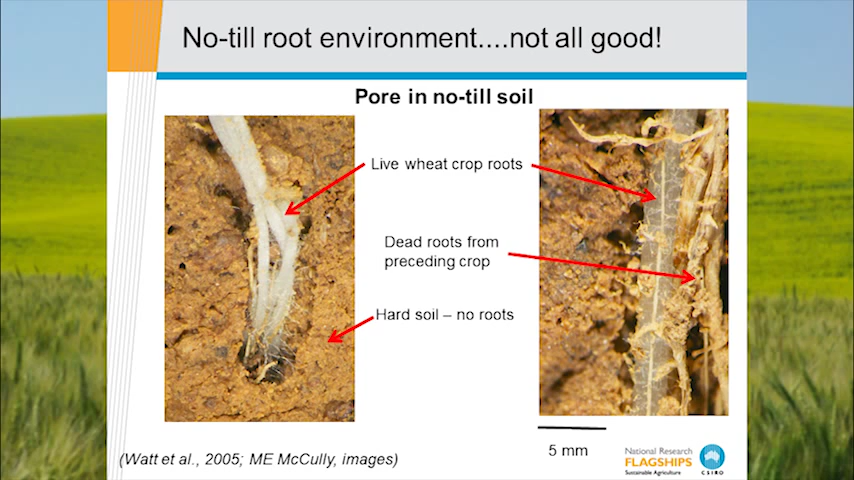 No-till root environment....not all good!
Pore in no-till soil
Live wheat crop roots
Dead roots from
preceding crop
Hard soil – no roots
5 mm
(Watt et al., 2005; ME McCully, images)
National Research
FLAGSHIPS
Sustainable Agriculture
CSIRO